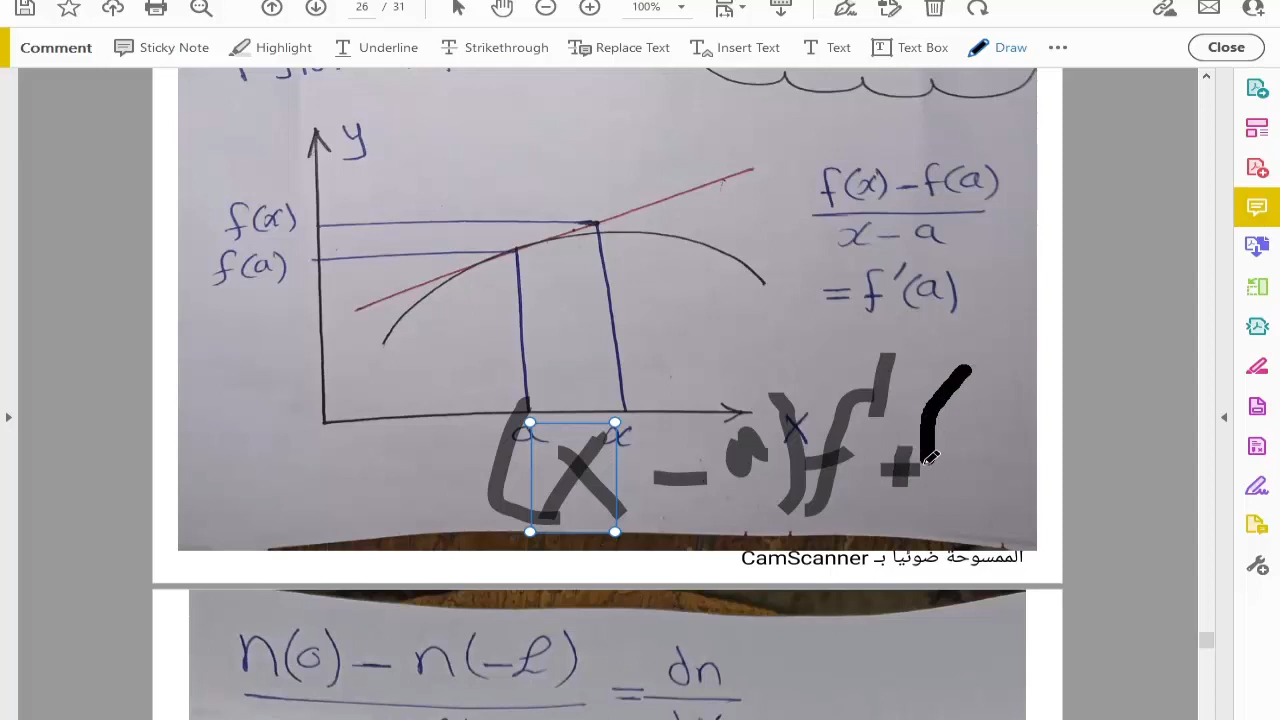 26 / 31 100%
Comment Sticky Note Highlight Underline Strikethrough Replace Text Insert Text Text Text Box Draw Close
y
f(x)
f(a)
f(x) - f(a)
x - a
= f'(a)
a x X
(x - a) f' + (
الممسوحة ضوئيا بـ CamScanner
n(0) - n(-l) = dn